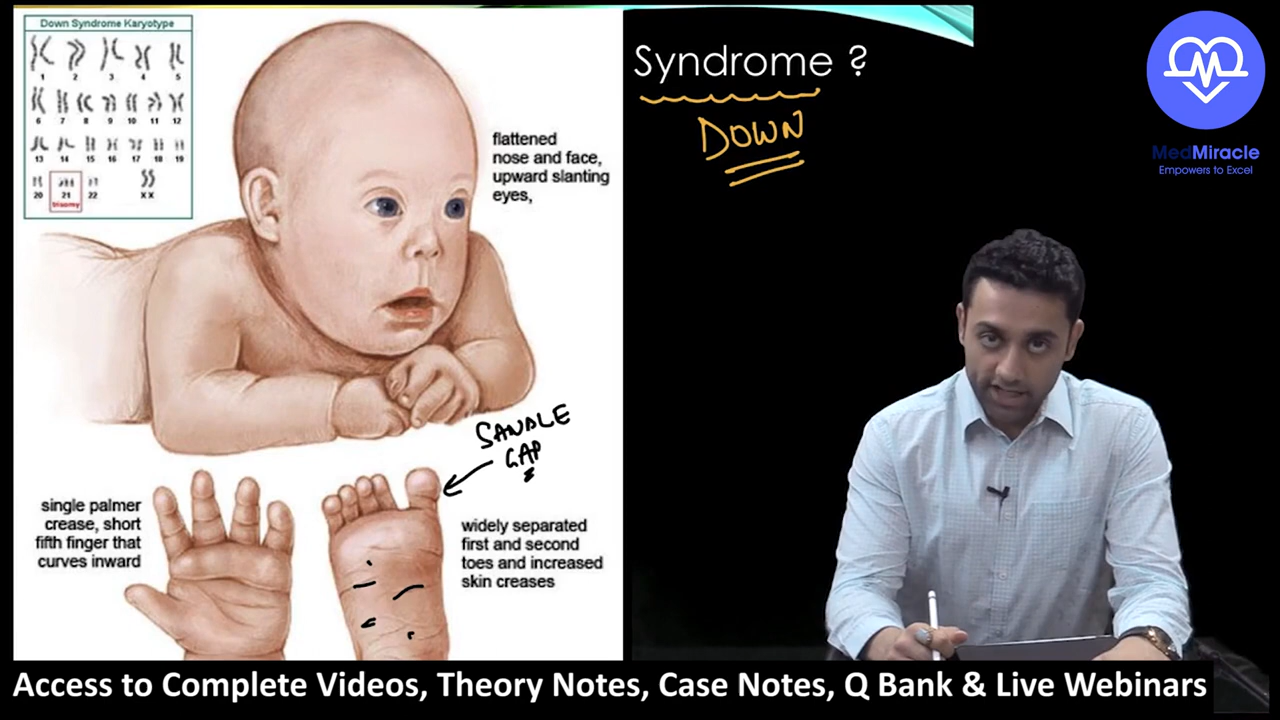 Down Syndrome Karyotype
1 2 3 4 5
6 7 8 9 10 11 12
13 14 15 16 17 18 19
20 21 22 XX
trisomy
flattened
nose and face,
upward slanting
eyes,
Syndrome ?
DOWN
MedMiracle
Empowers to Excel
SANDLE
GAP
single palmer
crease, short
fifth finger that
curves inward
widely separated
first and second
toes and increased
skin creases
Access to Complete Videos, Theory Notes, Case Notes, Q Bank & Live Webinars